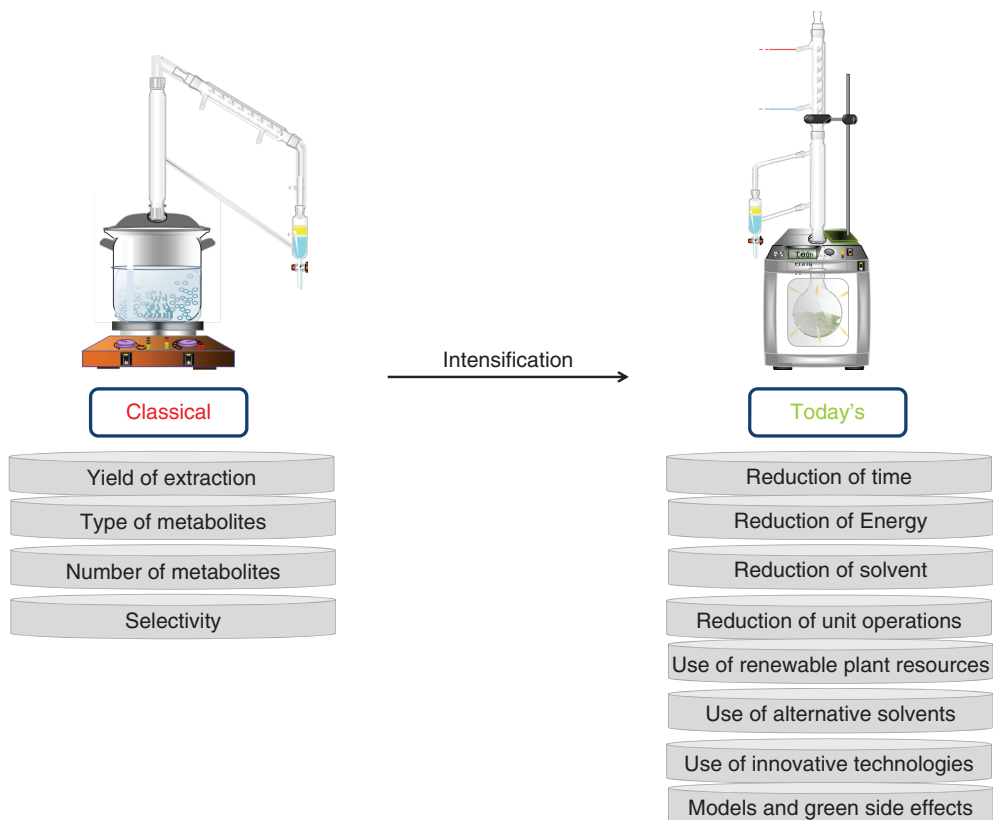 Intensification
Classical
Yield of extraction
Type of metabolites
Number of metabolites
Selectivity
Today's
Reduction of time
Reduction of Energy
Reduction of solvent
Reduction of unit operations
Use of renewable plant resources
Use of alternative solvents
Use of innovative technologies
Models and green side effects